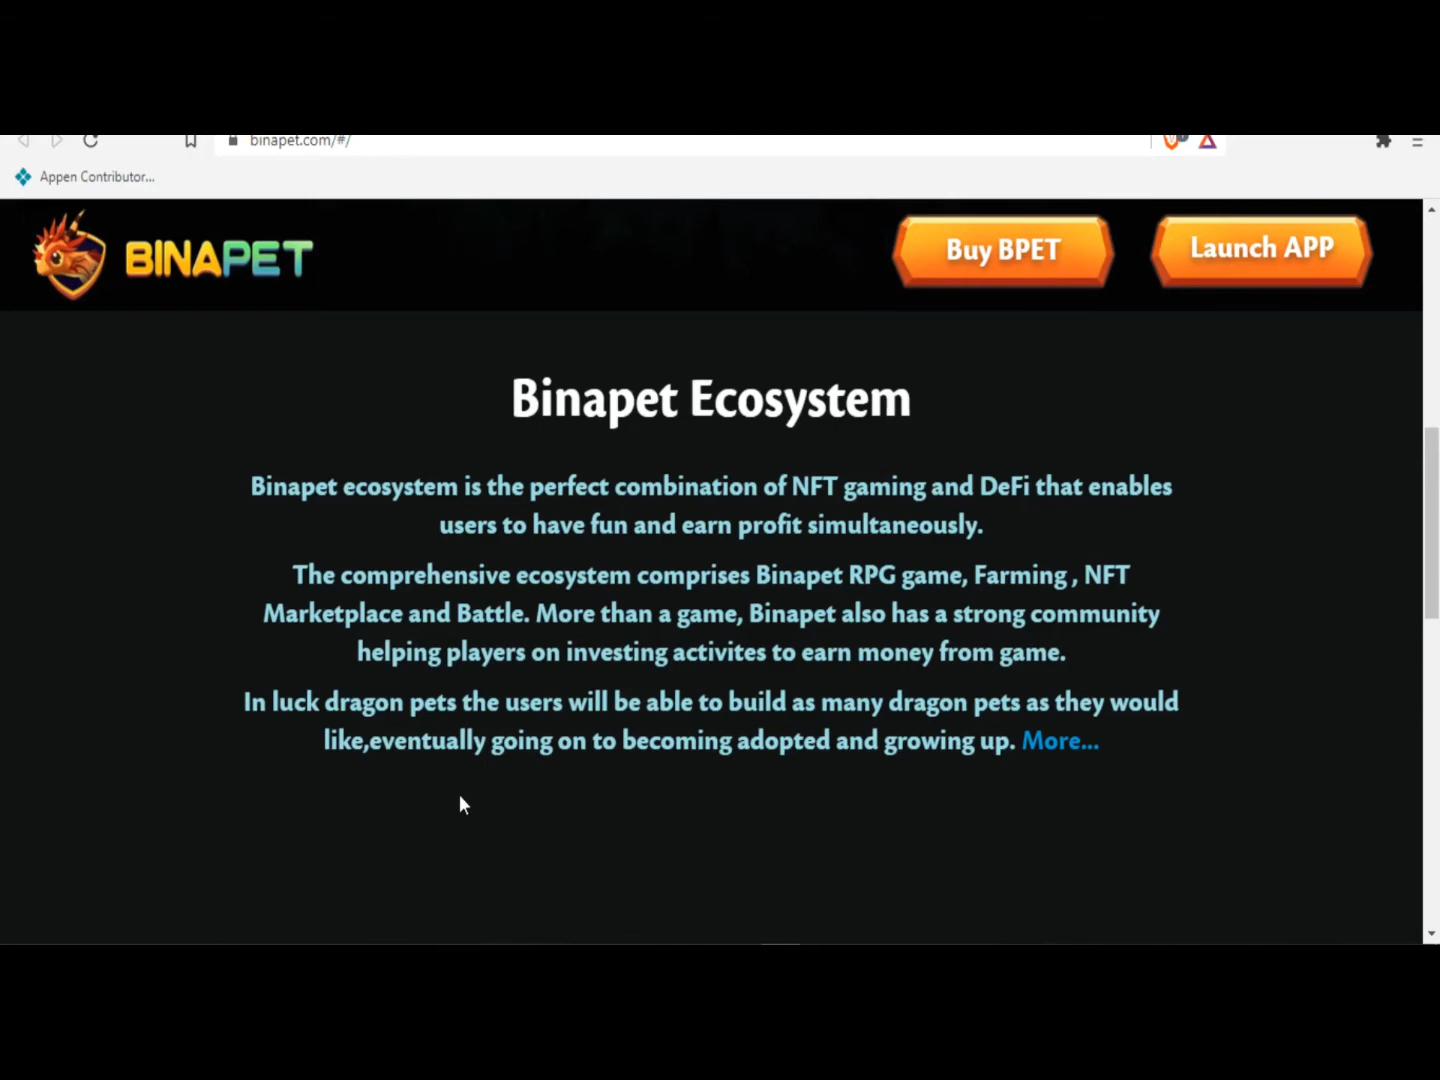 binapet.com/#/
Appen Contributor...
BINAPET
Buy BPET
Launch APP
Binapet Ecosystem
Binapet ecosystem is the perfect combination of NFT gaming and DeFi that enables
users to have fun and earn profit simultaneously.
The comprehensive ecosystem comprises Binapet RPG game, Farming , NFT
Marketplace and Battle. More than a game, Binapet also has a strong community
helping players on investing activites to earn money from game.
In luck dragon pets the users will be able to build as many dragon pets as they would
like,eventually going on to becoming adopted and growing up. More...